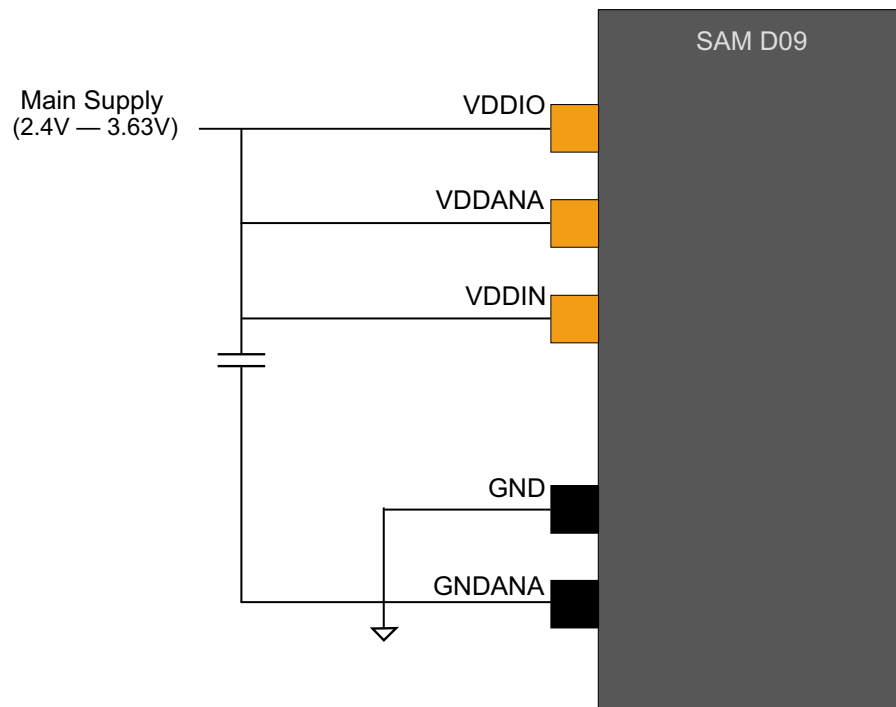 SAM D09
Main Supply
(2.4V — 3.63V)
VDDIO
VDDANA
VDDIN
GND
GNDANA